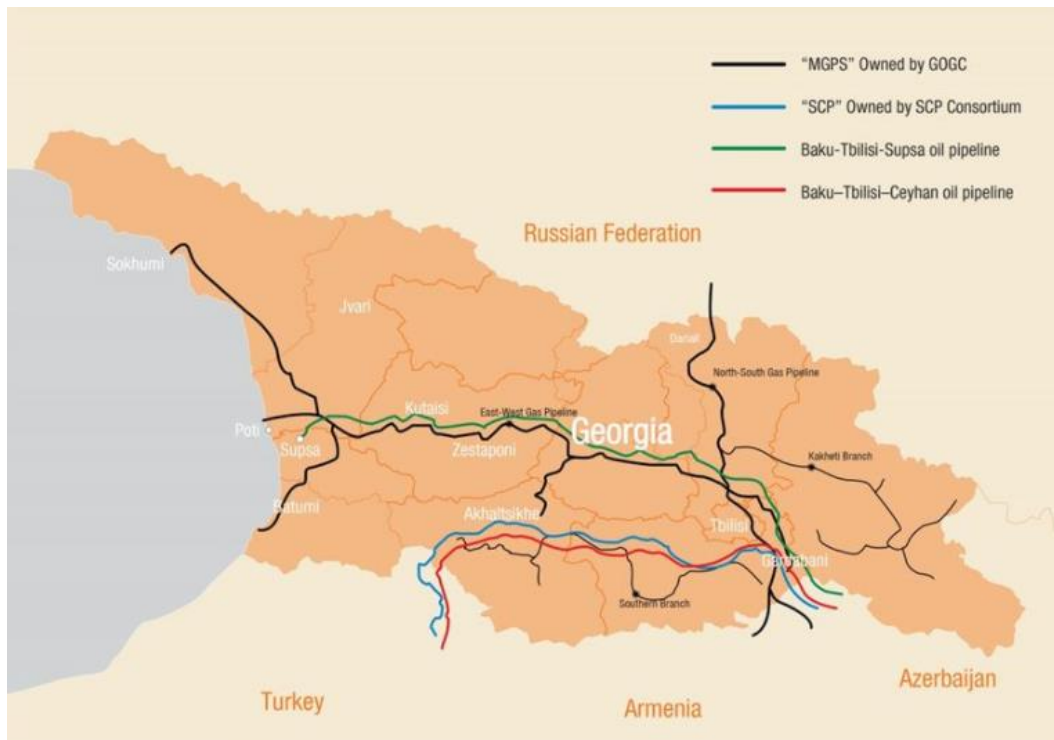 “MGPS” Owned by GOGC
“SCP” Owned by SCP Consortium
Baku-Tbilisi-Supsa oil pipeline
Baku–Tbilisi–Ceyhan oil pipeline
Russian Federation
Sokhumi
Jvari
Dariali
North-South Gas Pipeline
Kutaisi
East-West Gas Pipeline
Georgia
Poti
Supsa
Zestaponi
Kakheti Branch
Batumi
Akhaltsikhe
Tbilisi
Gardabani
Southern Branch
Azerbaijan
Turkey
Armenia